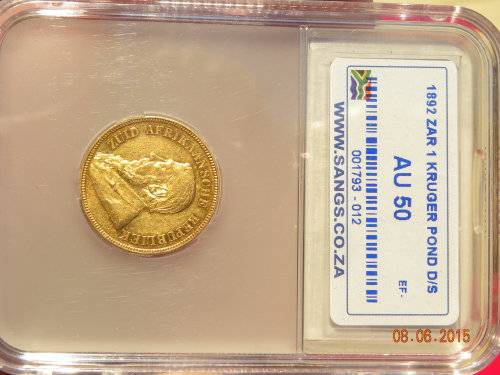 ZUID AFRIKAANSCHE REPUBLIEK
1892 ZAR 1 KRUGER POND D/S
AU 50
EF-
001793 - 012
WWW.SANGS.CO.ZA
08.06.2015